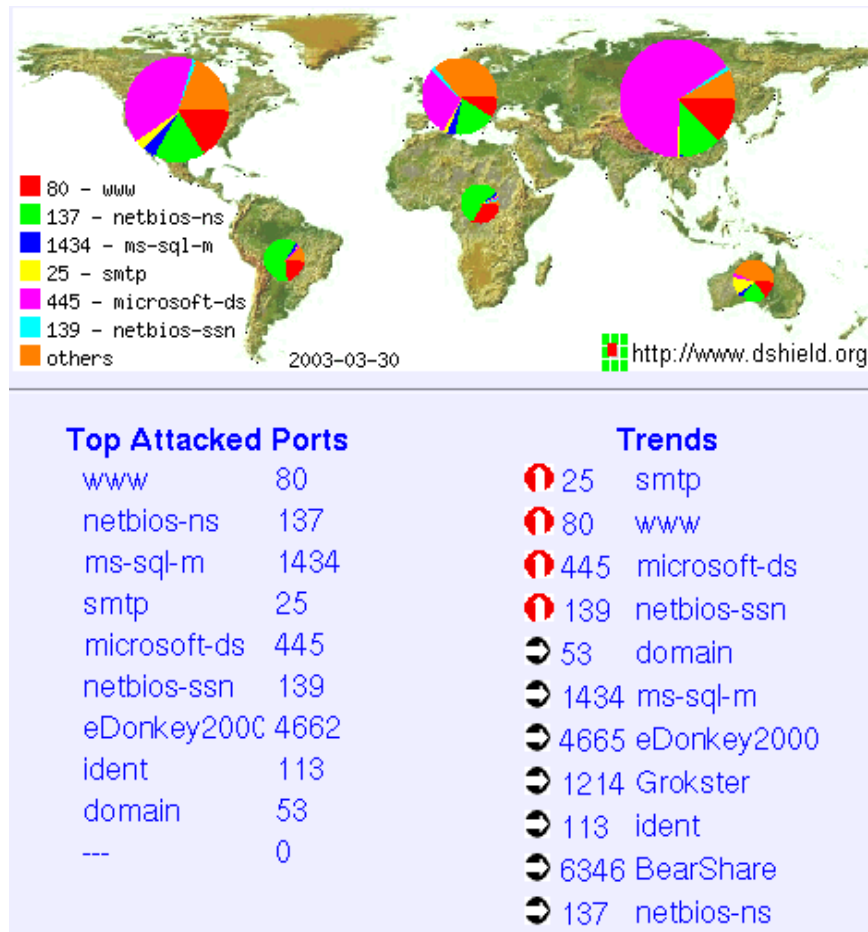 80 - www
137 - netbios-ns
1434 - ms-sql-m
25 - smtp
445 - microsoft-ds
139 - netbios-ssn
others
2003-03-30
http://www.dshield.org
Top Attacked Ports
www 80
netbios-ns 137
ms-sql-m 1434
smtp 25
microsoft-ds 445
netbios-ssn 139
eDonkey2000 4662
ident 113
domain 53
--- 0
Trends
25 smtp
80 www
445 microsoft-ds
139 netbios-ssn
53 domain
1434 ms-sql-m
4665 eDonkey2000
1214 Grokster
113 ident
6346 BearShare
137 netbios-ns